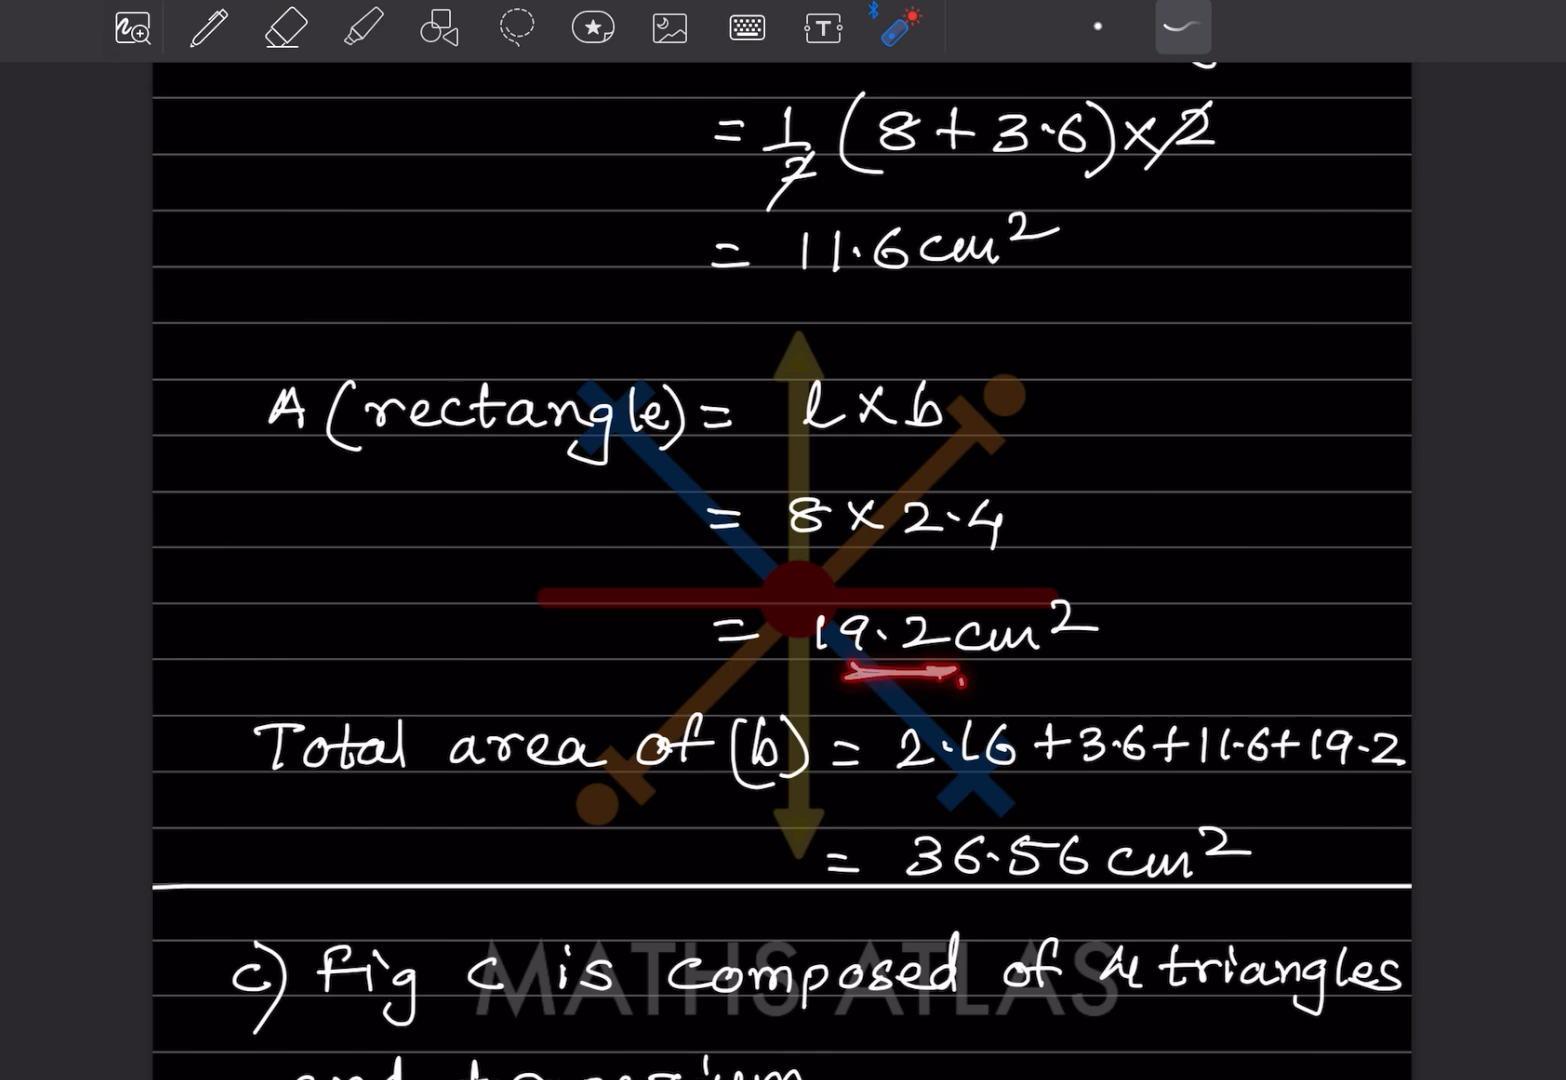 = 1/2 (8 + 3.6) × 2
= 11.6 cm²
A (rectangle) = l × b
= 8 × 2.4
= 19.2 cm²
Total area of (b) = 2.16 + 3.6 + 11.6 + 19.2
= 36.56 cm²
c) Fig C is composed of 4 triangles
MATHS ATLAS
and